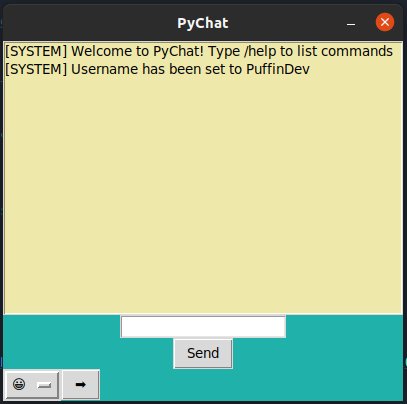 PyChat
[SYSTEM] Welcome to PyChat! Type /help to list commands
[SYSTEM] Username has been set to PuffinDev
Send